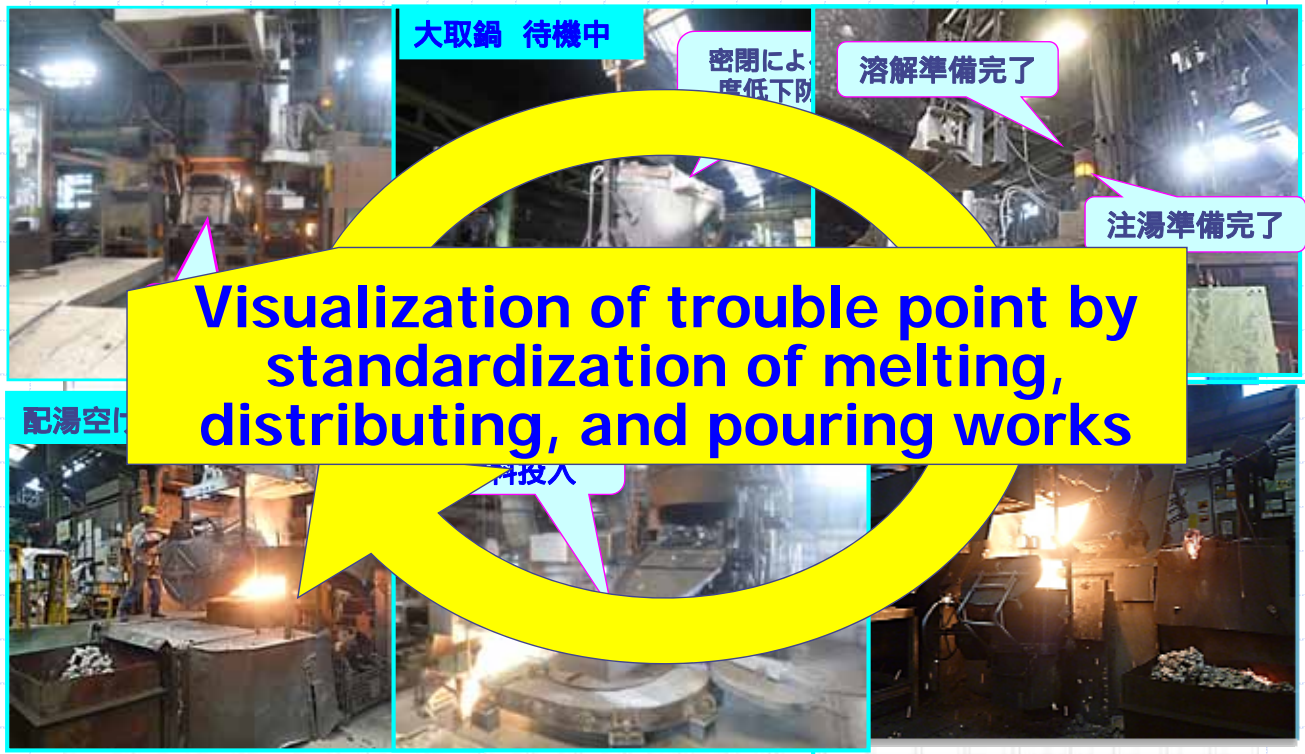 大取鍋 待機中
密閉によ
度低下防
溶解準備完了
注湯準備完了
Visualization of trouble point by
standardization of melting,
distributing, and pouring works
配湯空け
料投入
2